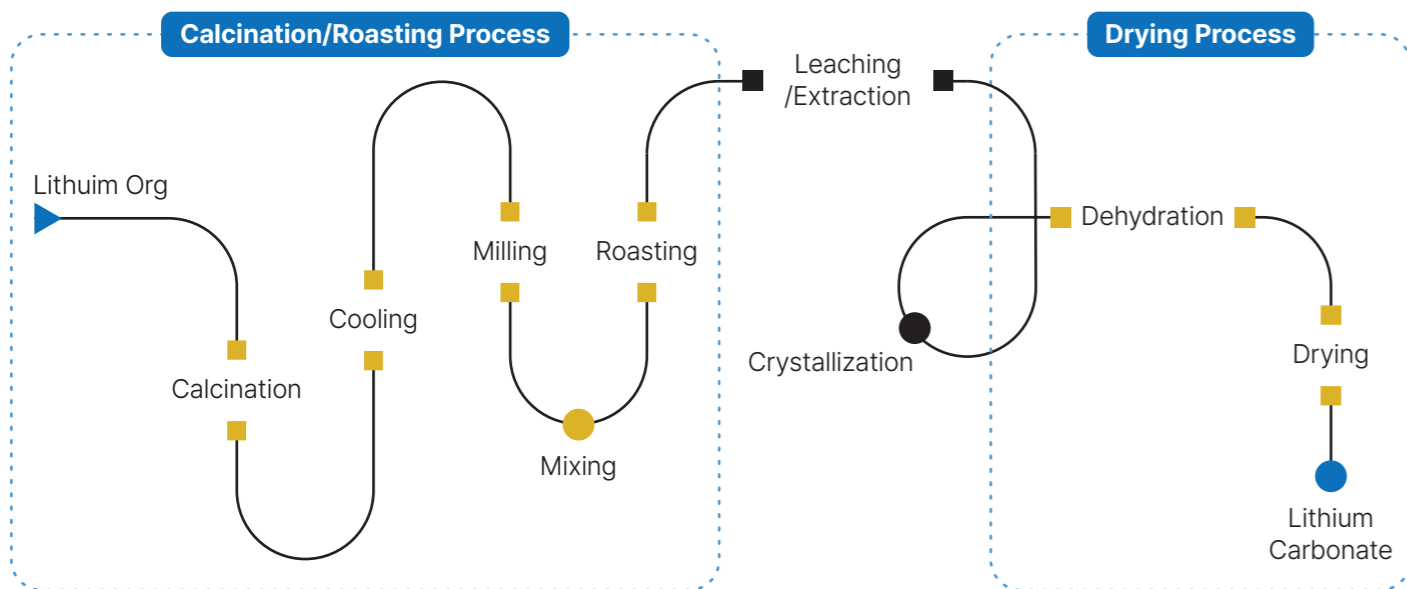 Calcination/Roasting Process
Lithuim Org
Calcination
Cooling
Milling
Mixing
Roasting
Leaching
/Extraction
Crystallization
Drying Process
Dehydration
Drying
Lithium
Carbonate